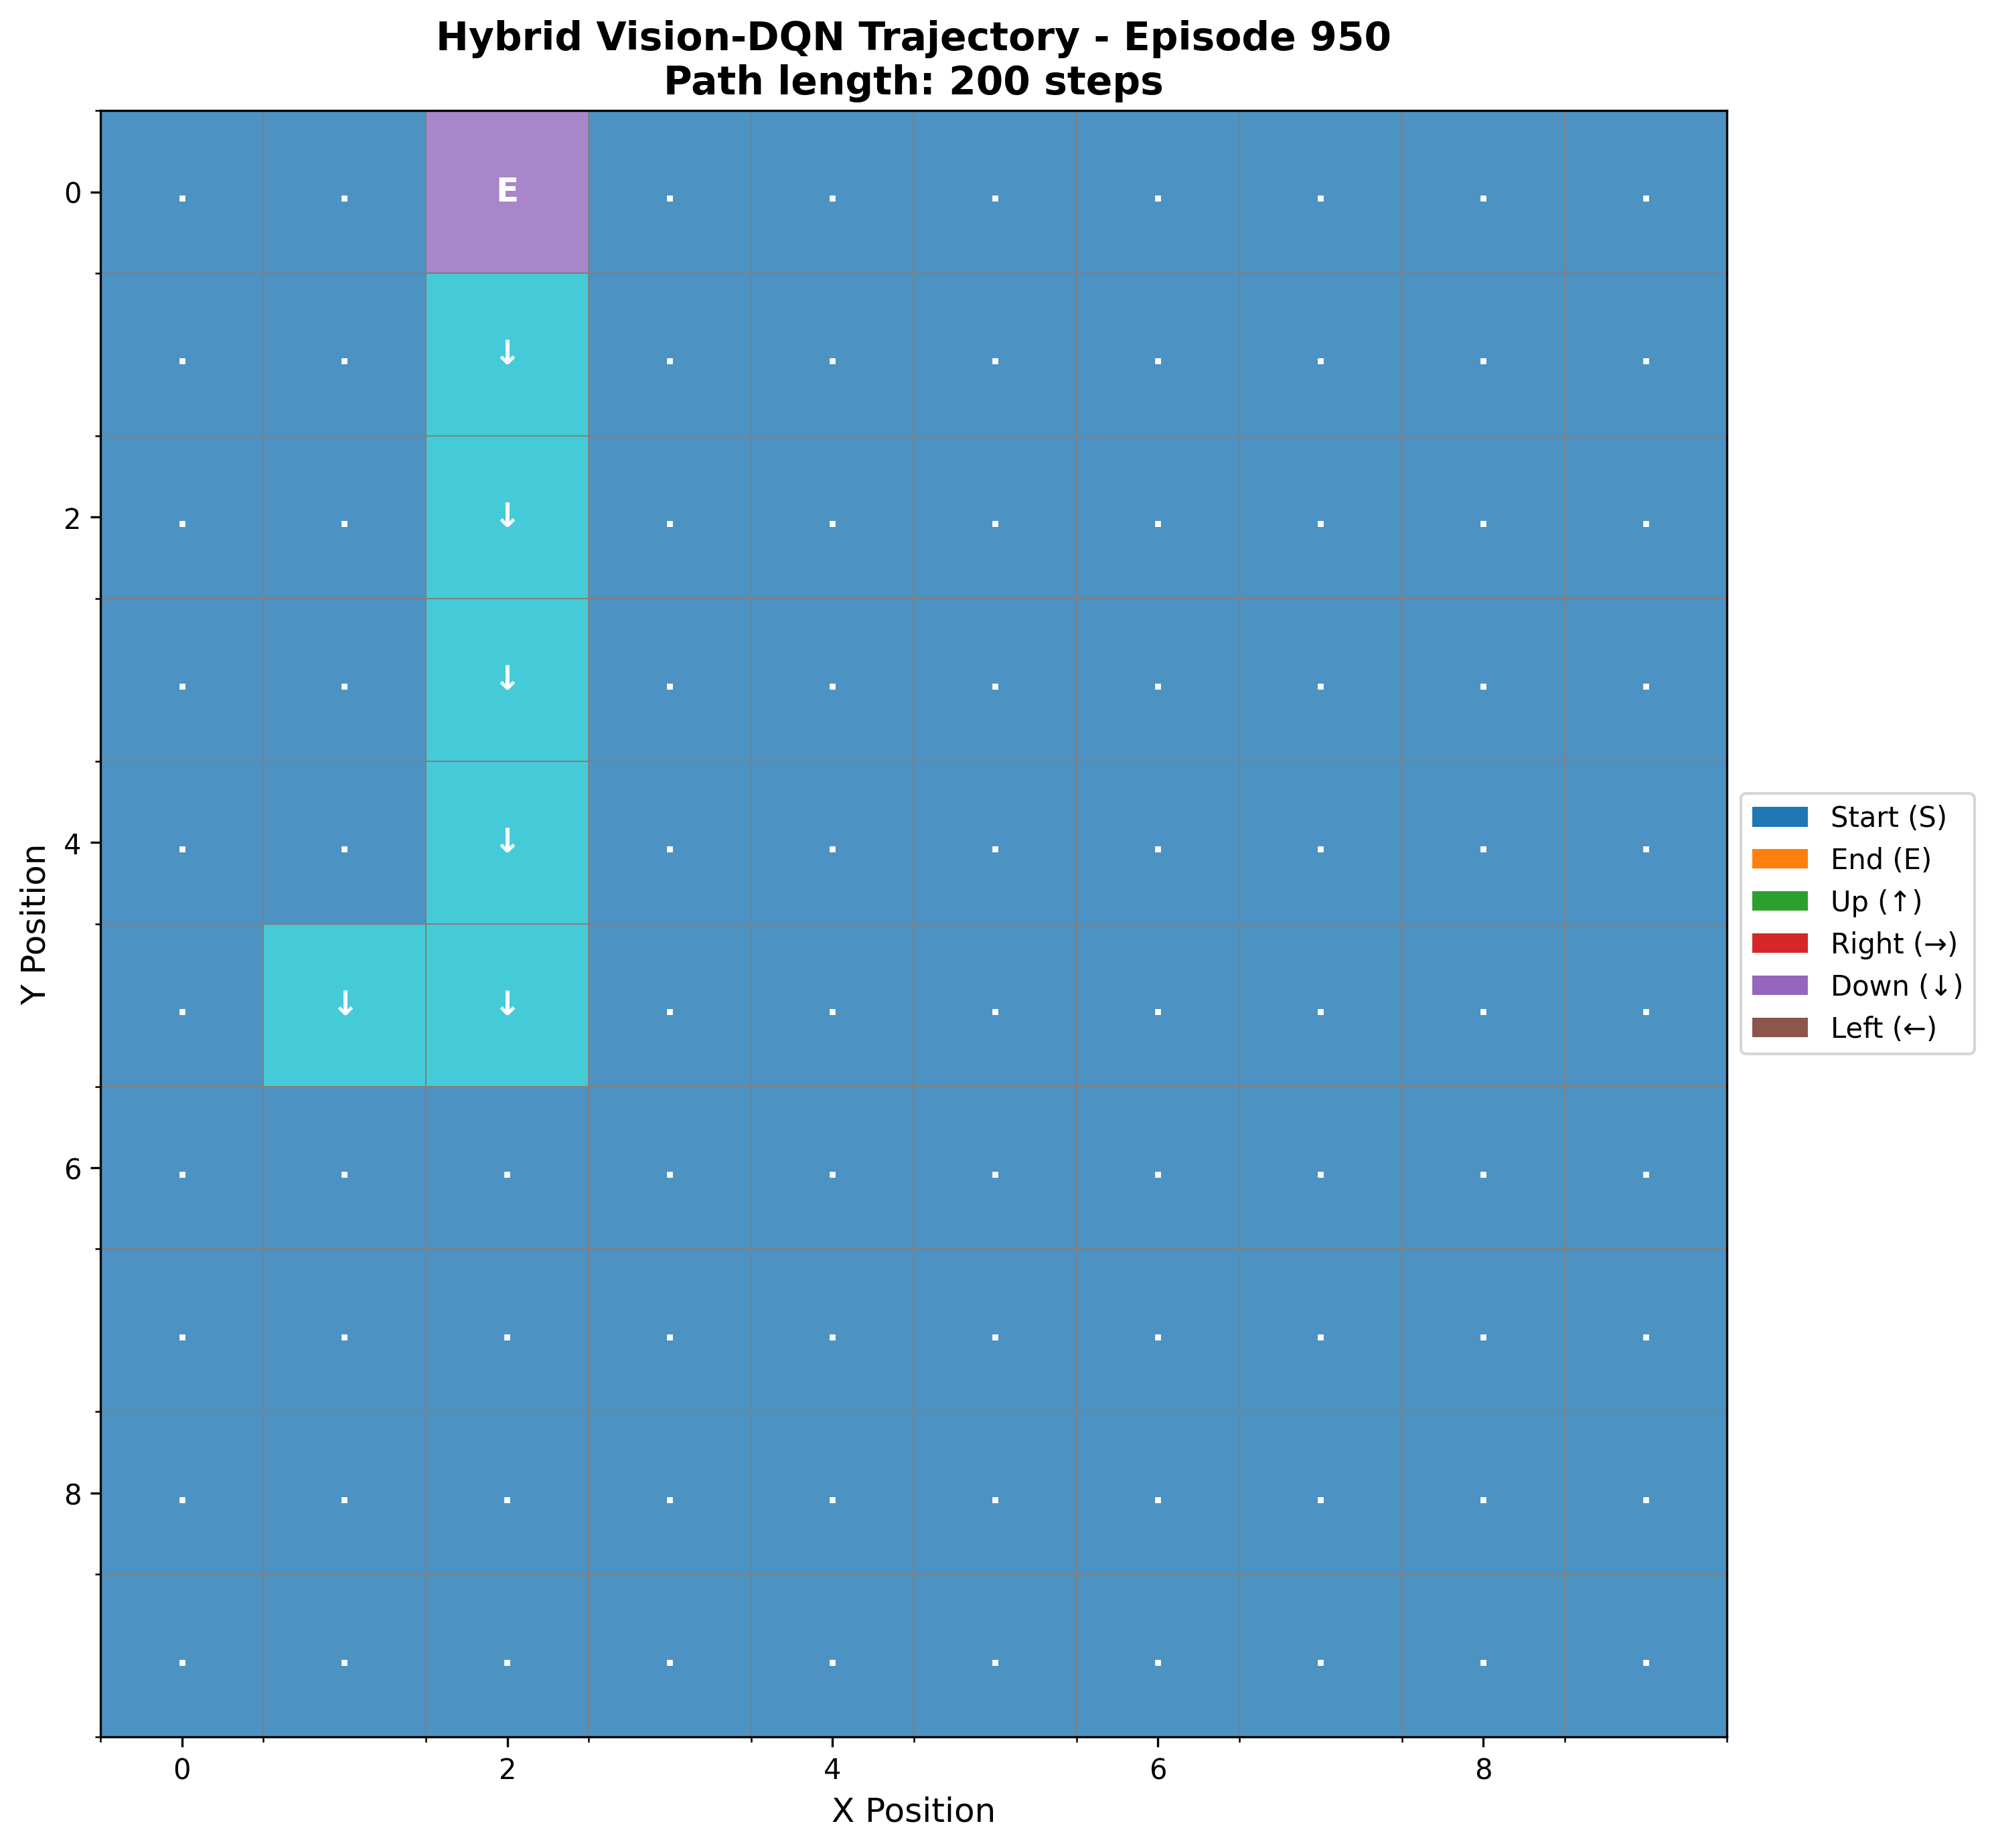 Hybrid Vision-DQN Trajectory - Episode 950
Path length: 200 steps
0 . . E . . . . . . .
. . ↓ . . . . . . .
2 . . ↓ . . . . . . .
. . ↓ . . . . . . .
4 . . ↓ . . . . . . .
. ↓ ↓ . . . . . . .
6 . . . . . . . . . .
. . . . . . . . . .
8 . . . . . . . . . .
. . . . . . . . . .
0 2 4 6 8
X Position
Y Position
Start (S)
End (E)
Up (↑)
Right (→)
Down (↓)
Left (←)